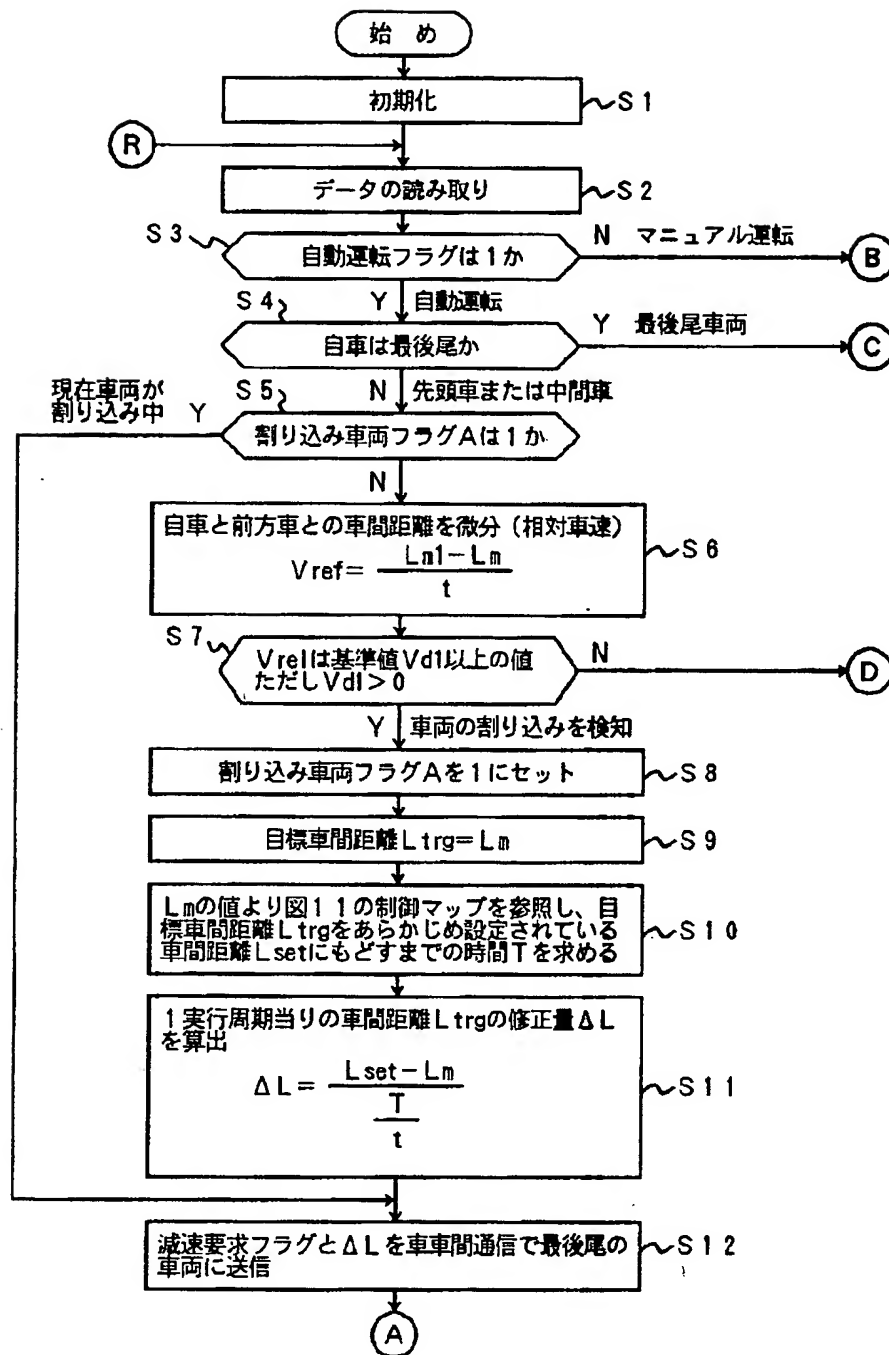 始 め
初期化
S1
R
データの読み取り
S2
S3
自動運転フラグは1か
N マニュアル運転
B
Y 自動運転
S4
自車は最後尾か
Y 最後尾車両
C
N 先頭車または中間車
現在車両が
割り込み中 Y
S5
割り込み車両フラグAは1か
N
自車と前方車との車間距離を微分(相対車速)
Vref= Lm1-Lm
t
S6
S7
Vrelは基準値Vd1以上の値
ただしVd1>0
N
D
Y 車両の割り込みを検知
割り込み車両フラグAを1にセット
S8
目標車間距離Ltrg=Lm
S9
Lmの値より図11の制御マップを参照し、目
標車間距離Ltrgをあらかじめ設定されている
車間距離Lsetにもどすまでの時間Tを求める
S10
1実行周期当りの車間距離Ltrgの修正量ΔL
を算出
ΔL= Lset-Lm
T
t
S11
減速要求フラグとΔLを車車間通信で最後尾の
車両に送信
S12
A